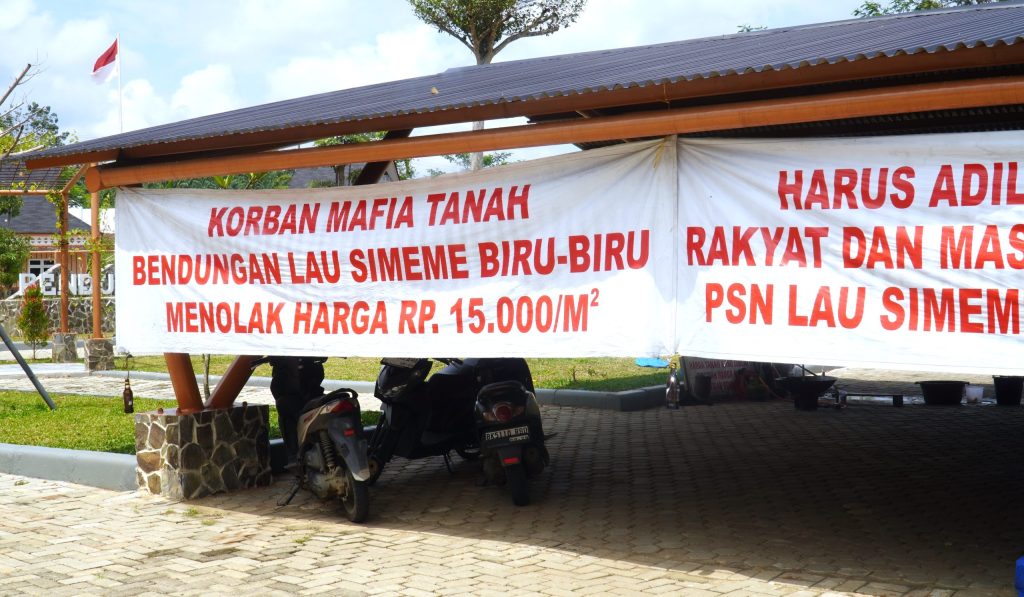 KORBAN MAFIA TANAH
BENDUNGAN LAU SIMEME BIRU-BIRU
MENOLAK HARGA RP. 15.000/M²
HARUS ADIL
RAKYAT DAN MAS
PSN LAU SIMEM